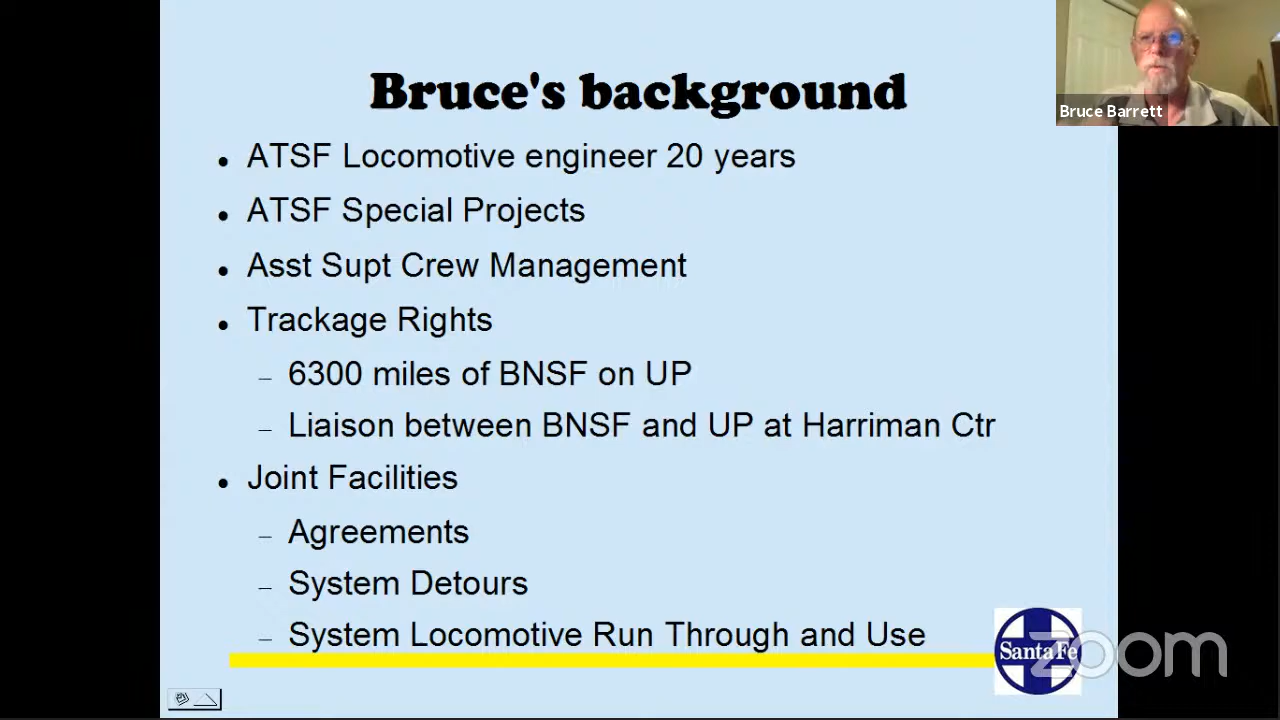 Bruce's background
Bruce Barrett
• ATSF Locomotive engineer 20 years
• ATSF Special Projects
• Asst Supt Crew Management
• Trackage Rights
– 6300 miles of BNSF on UP
– Liaison between BNSF and UP at Harriman Ctr
• Joint Facilities
– Agreements
– System Detours
– System Locomotive Run Through and Use
Santa Fe
zoom